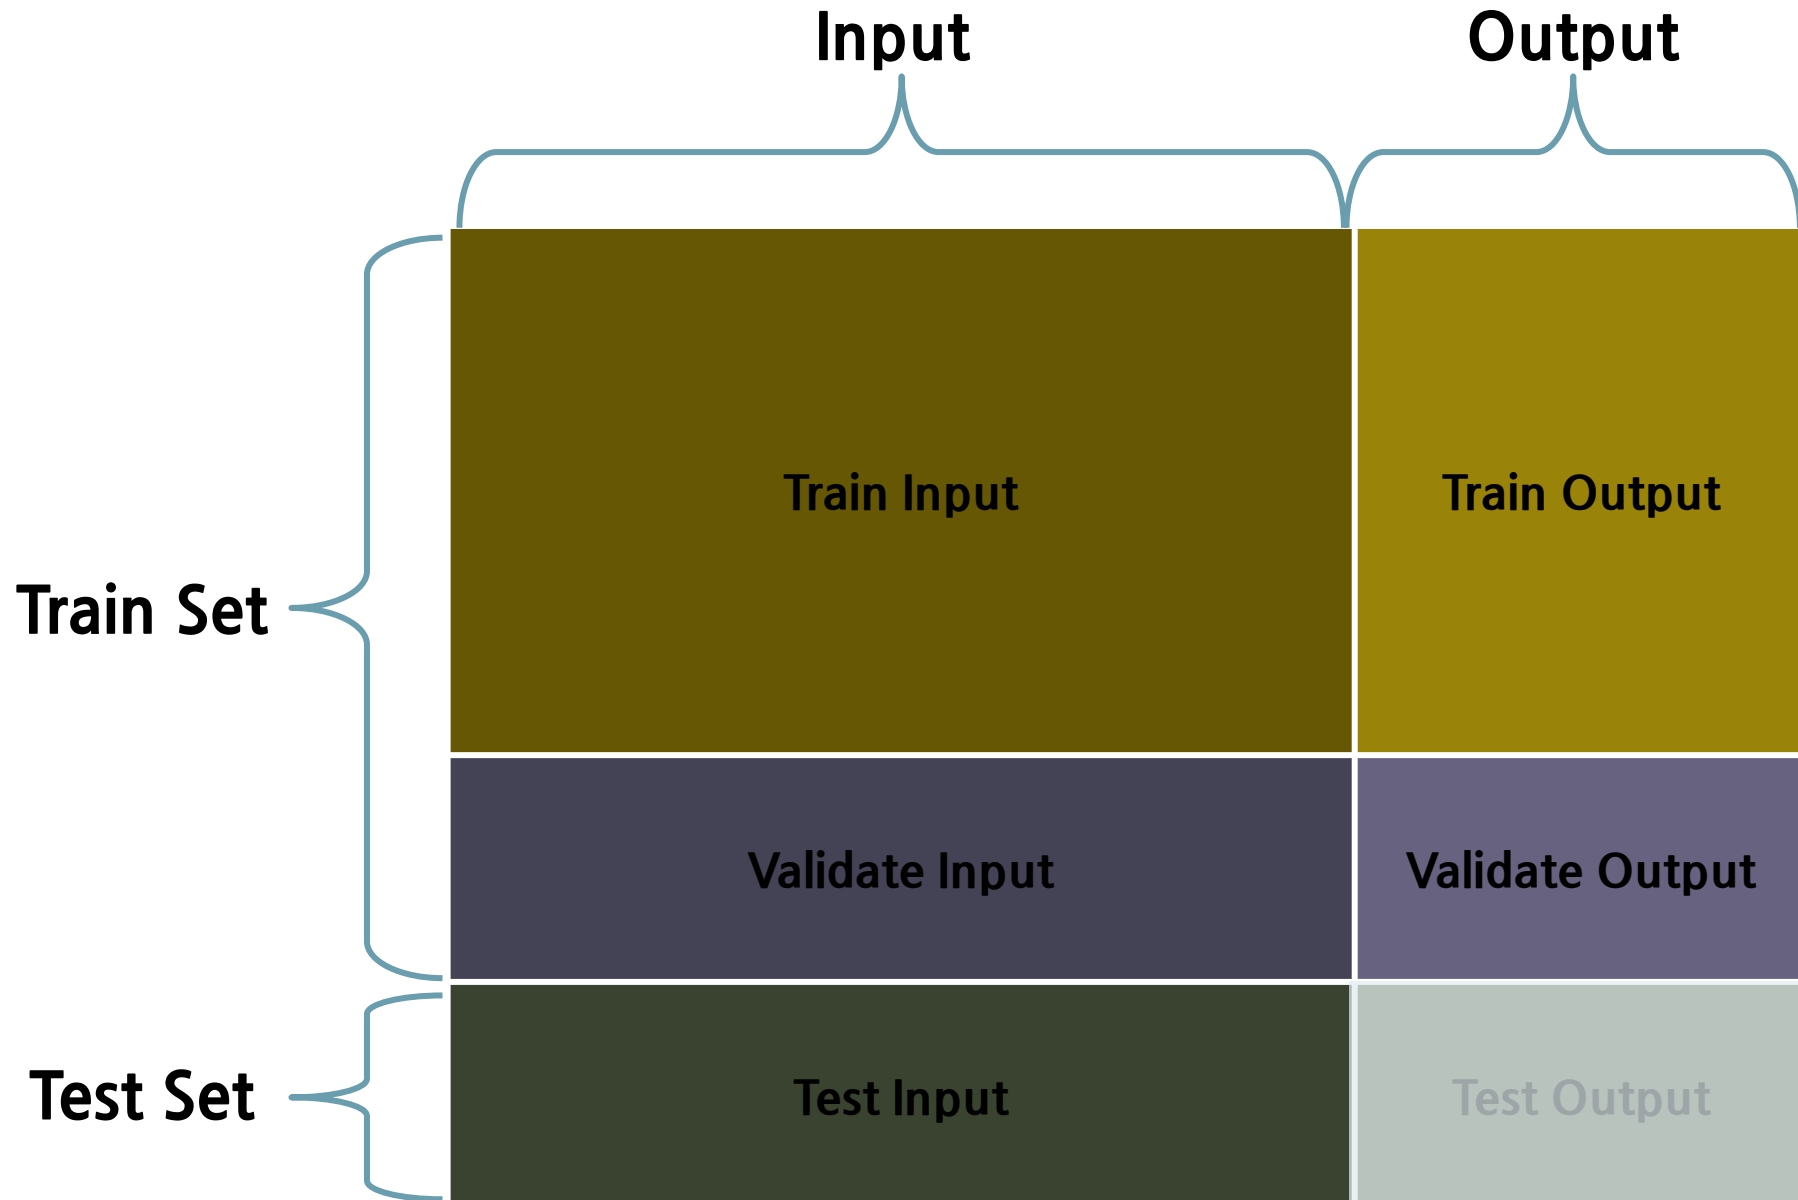 Input
Output
Train Input
Train Output
Train Set
Validate Input
Validate Output
Test Set
Test Input
Test Output